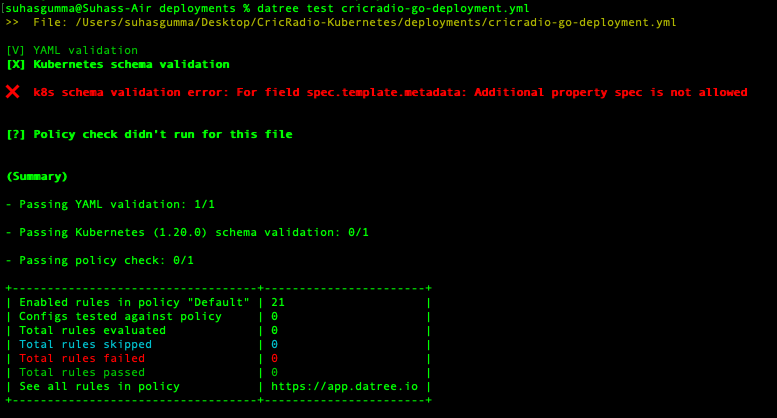 [suhasgumma@Suhass-Air deployments % datree test cricradio-go-deployment.yml
>>  File: /Users/suhasgumma/Desktop/CricRadio-Kubernetes/deployments/cricradio-go-deployment.yml
[V] YAML validation
[X] Kubernetes schema validation
❌  k8s schema validation error: For field spec.template.metadata: Additional property spec is not allowed
[?] Policy check didn't run for this file
(Summary)
- Passing YAML validation: 1/1
- Passing Kubernetes (1.20.0) schema validation: 0/1
- Passing policy check: 0/1
+-----------------------------------+-----------------------+
| Enabled rules in policy "Default" | 21                    |
| Configs tested against policy     | 0                     |
| Total rules evaluated             | 0                     |
| Total rules skipped               | 0                     |
| Total rules failed                | 0                     |
| Total rules passed                | 0                     |
| See all rules in policy           | https://app.datree.io |
+-----------------------------------+-----------------------+